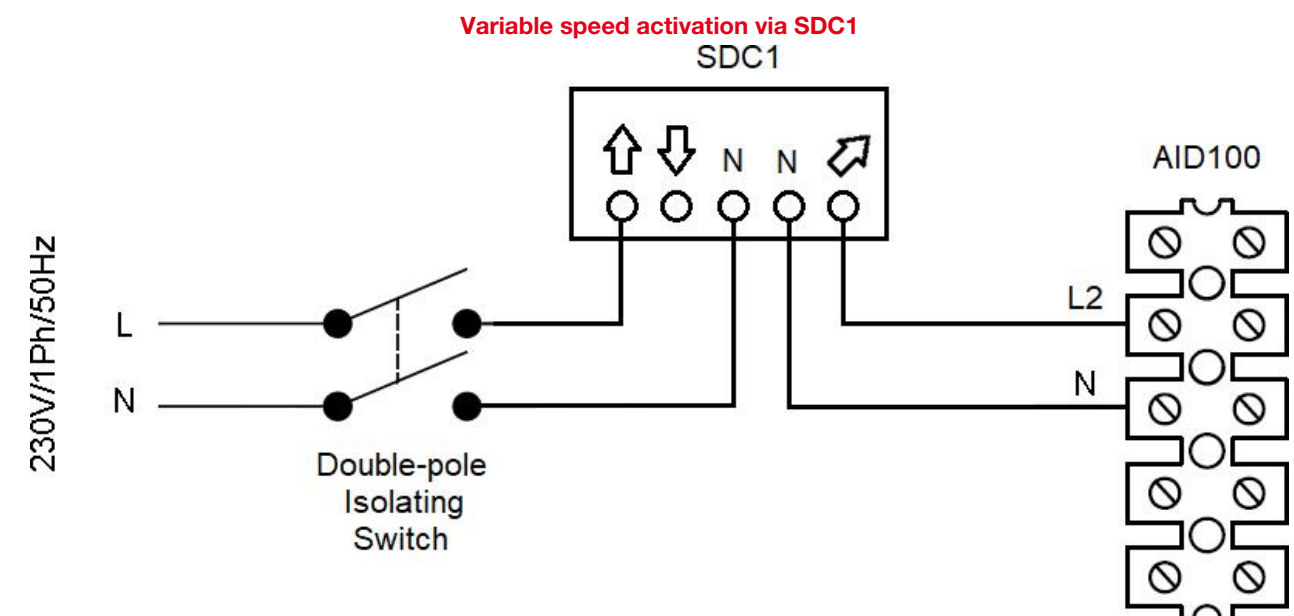 Variable speed activation via SDC1
SDC1
N N
AID100
230V/1Ph/50Hz
L
N
L2
N
Double-pole
Isolating
Switch